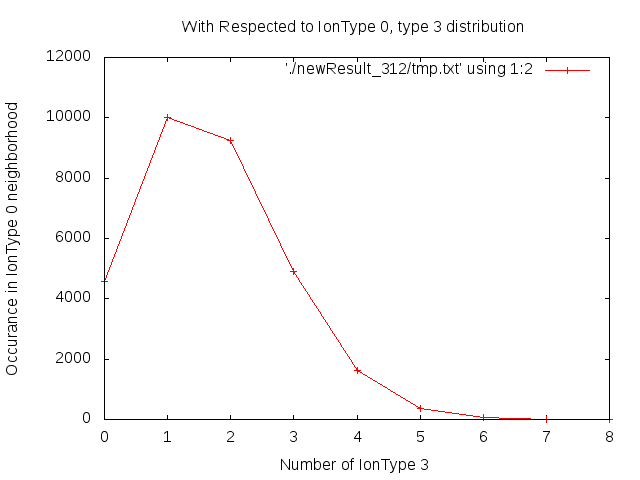 With Respected to IonType 0, type 3 distribution
12000
'./newResult_312/tmp.txt' using 1:2
10000
8000
6000
4000
2000
0
Occurance in IonType 0 neighborhood
0 1 2 3 4 5 6 7 8
Number of IonType 3